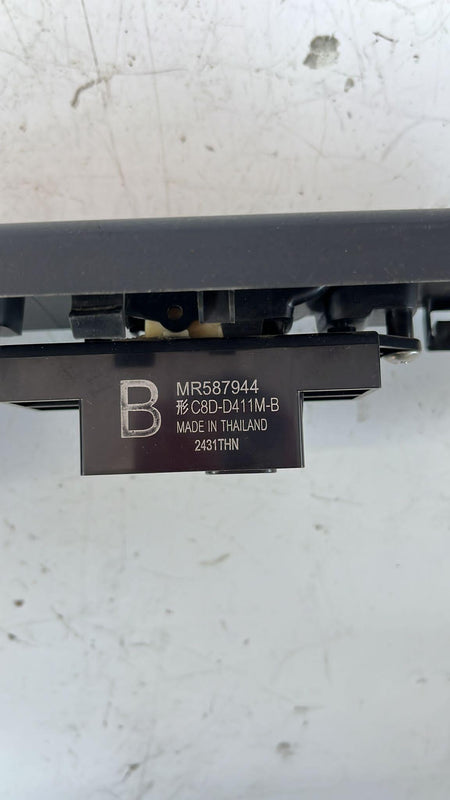 B
MR587944
形C8D-D411M-B
MADE IN THAILAND
2431THN